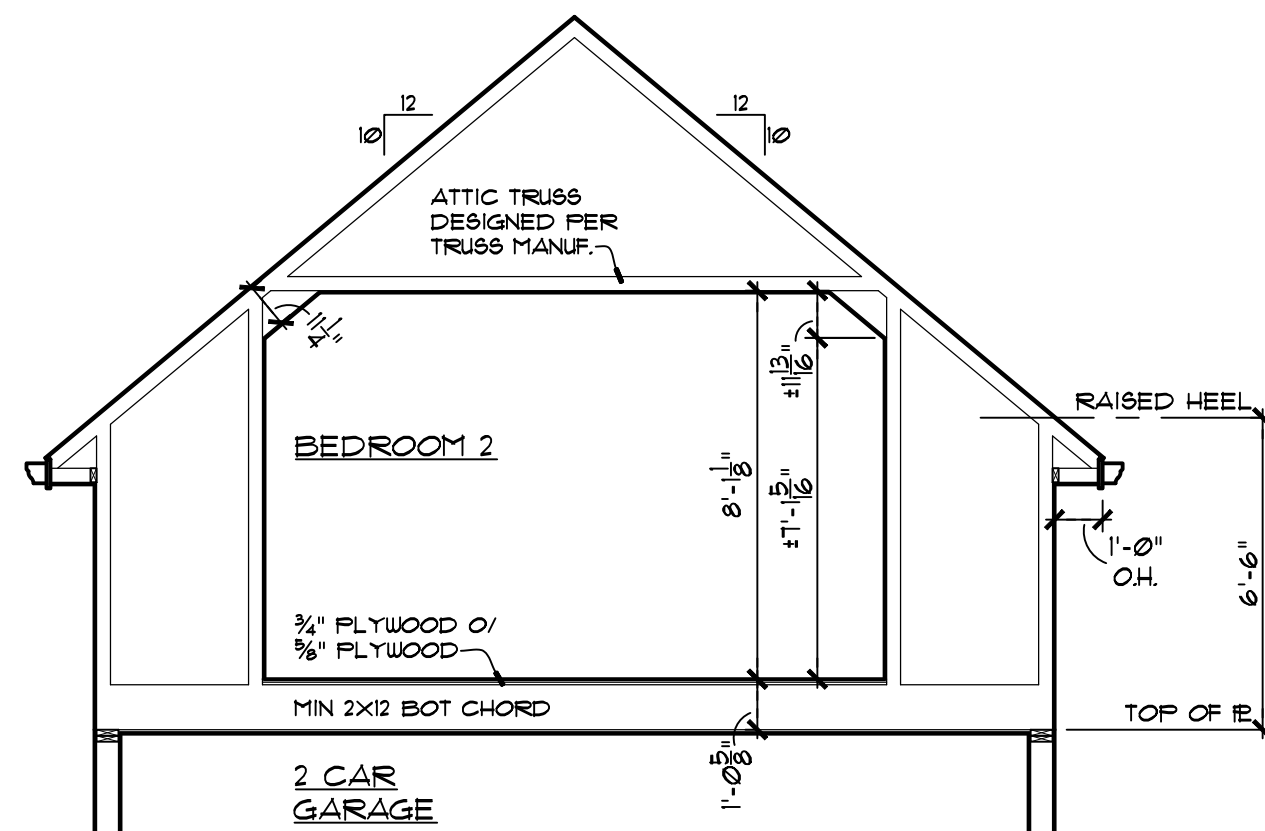 12
10
12
10
ATTIC TRUSS
DESIGNED PER
TRUSS MANUF.
11 1/4"
±11 13/16"
RAISED HEEL
BEDROOM 2
8'-1 1/8"
±7'-1 5/16"
1'-0"
O.H.
6'-6"
3/4" PLYWOOD O/
5/8" PLYWOOD
MIN 2X12 BOT CHORD
TOP OF PL
1'-0 5/8"
2 CAR
GARAGE